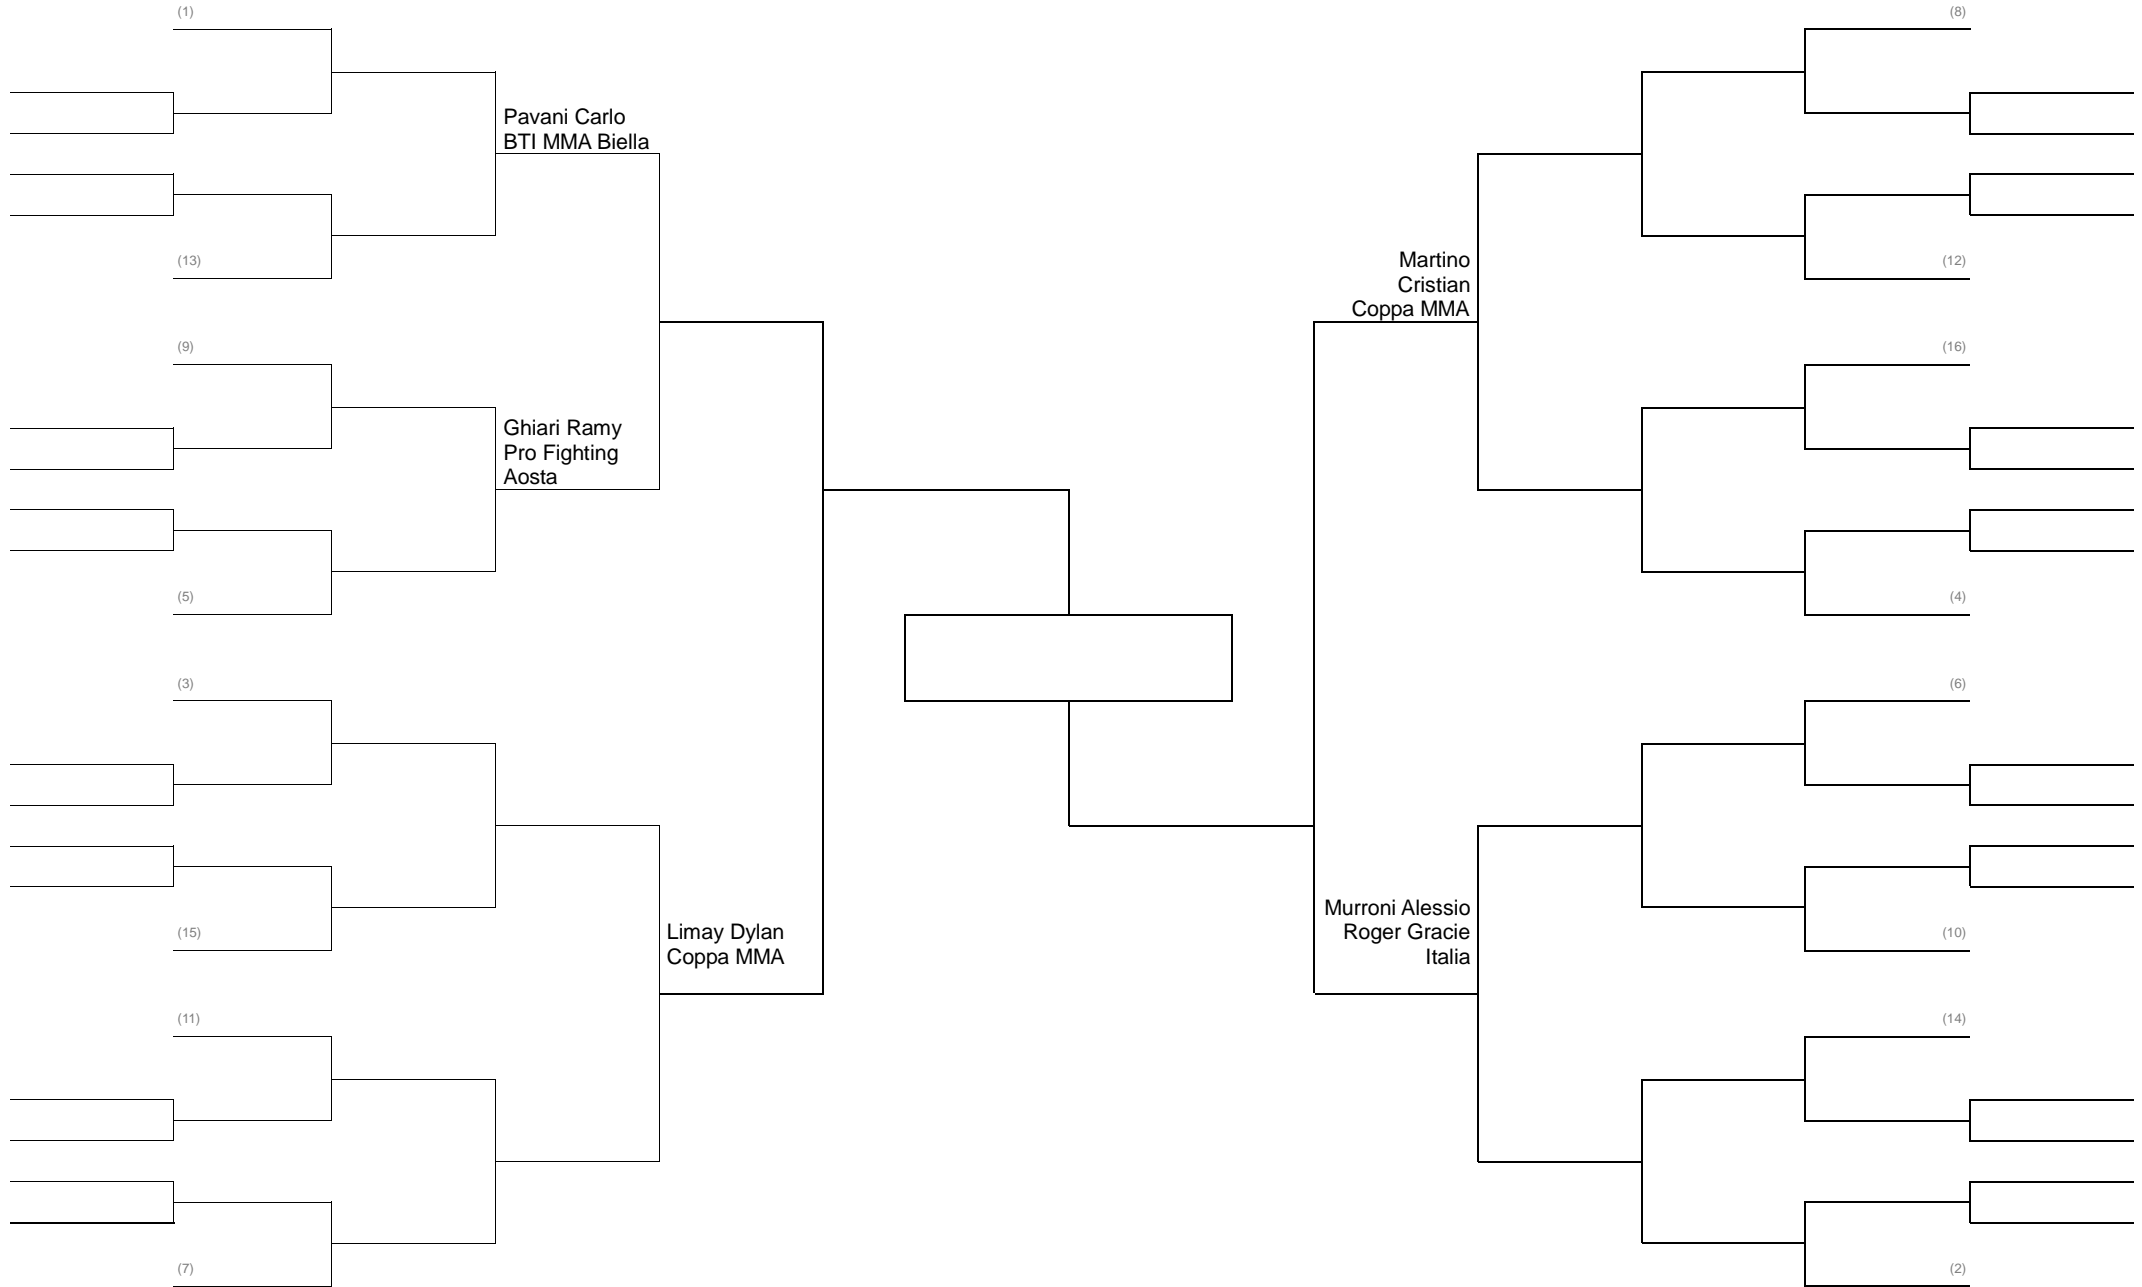 (1)
Pavani Carlo
BTI MMA Biella
(13)
(9)
Ghiari Ramy
Pro Fighting
Aosta
(5)
(3)
(15)
Limay Dylan
Coppa MMA
(11)
(7)
(8)
Martino
Cristian
Coppa MMA
(12)
(16)
(4)
(6)
Murroni Alessio
Roger Gracie
Italia
(10)
(14)
(2)